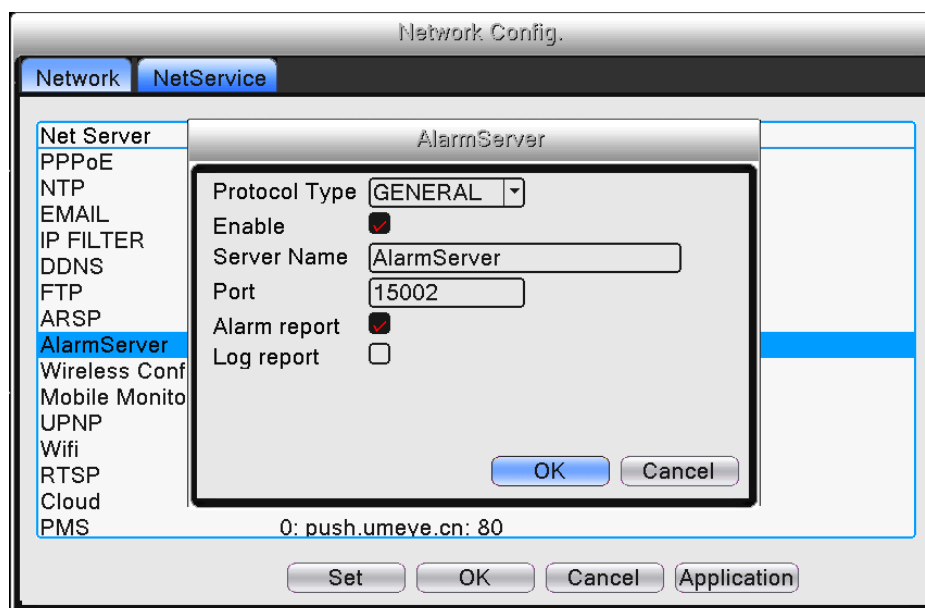 Network Config.
Network NetService
Net Server
PPPoE
NTP
EMAIL
IP FILTER
DDNS
FTP
ARSP
AlarmServer
Wireless Conf
Mobile Monito
UPNP
Wifi
RTSP
Cloud
PMS 0: push.umeye.cn: 80
AlarmServer
Protocol Type GENERAL
Enable
Server Name AlarmServer
Port 15002
Alarm report
Log report
OK Cancel
Set OK Cancel Application